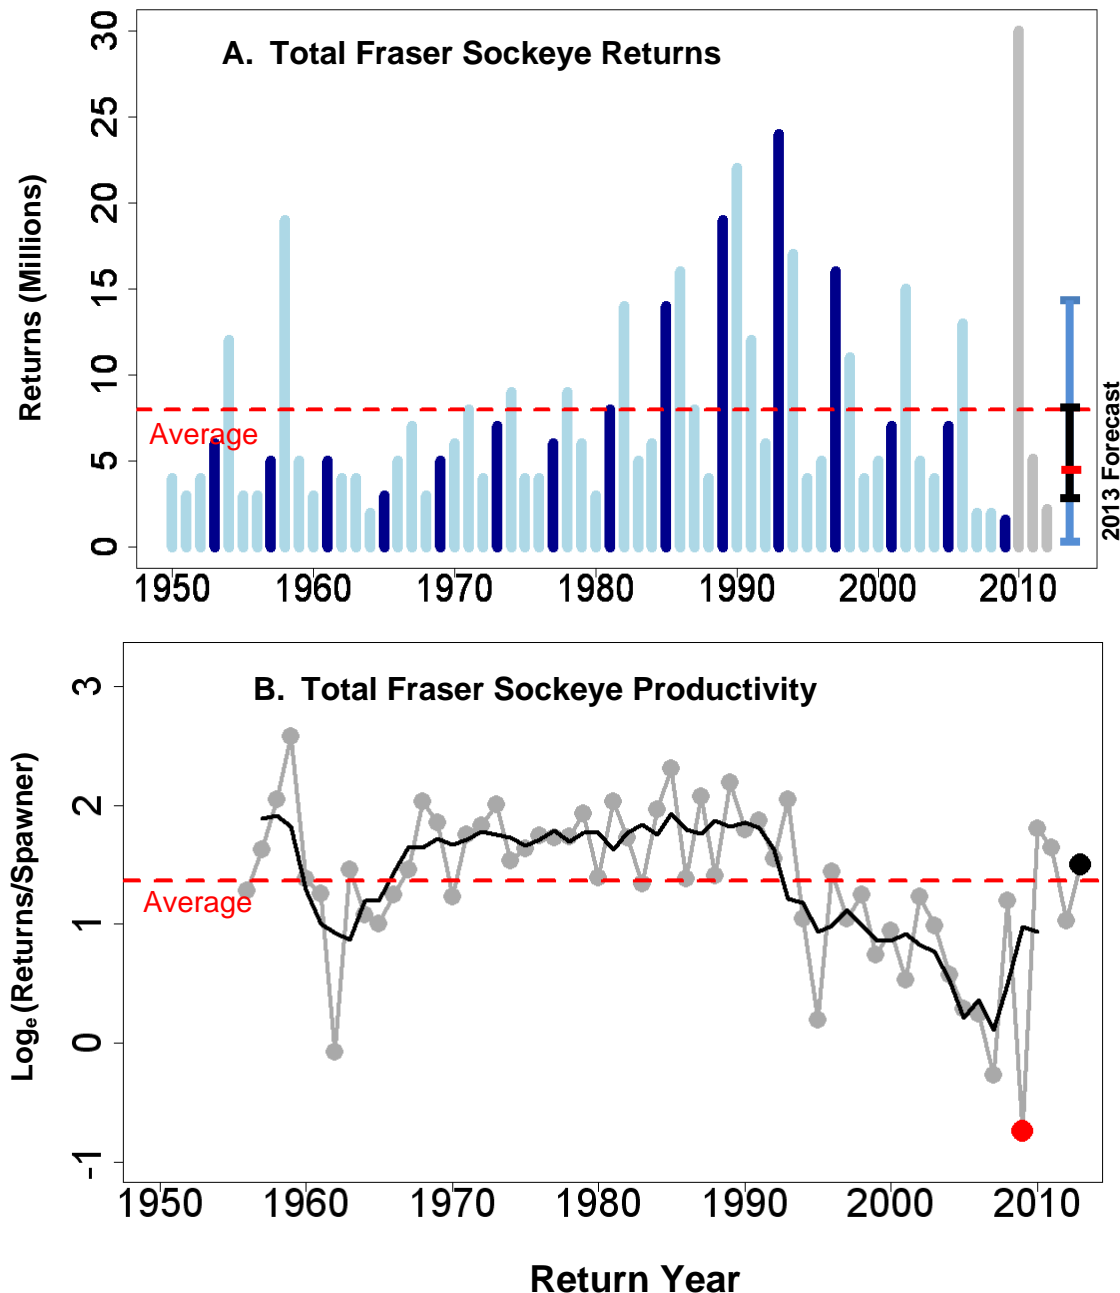 A. Total Fraser Sockeye Returns
Returns (Millions)
30
25
20
15
10
5
0
Average
2013 Forecast
1950 1960 1970 1980 1990 2000 2010
B. Total Fraser Sockeye Productivity
Logₑ (Returns/Spawner)
3
2
1
0
-1
Average
1950 1960 1970 1980 1990 2000 2010
Return Year